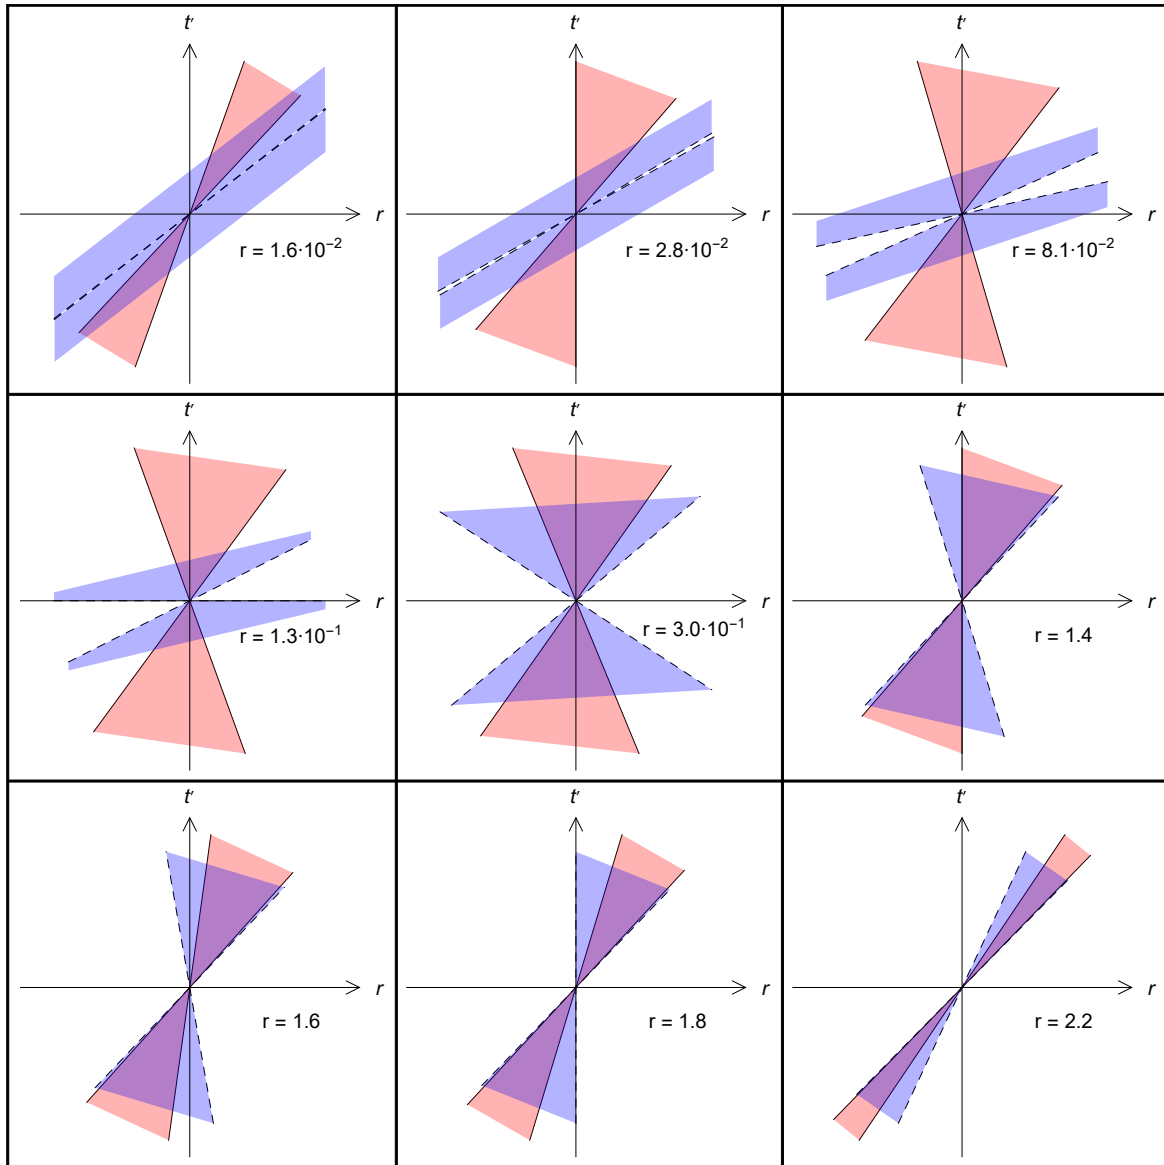 t′
t′
t′
r
r
r
r = 1.6·10⁻²
r = 2.8·10⁻²
r = 8.1·10⁻²
t′
t′
t′
r
r
r
r = 1.3·10⁻¹
r = 3.0·10⁻¹
r = 1.4
t′
t′
t′
r
r
r
r = 1.6
r = 1.8
r = 2.2